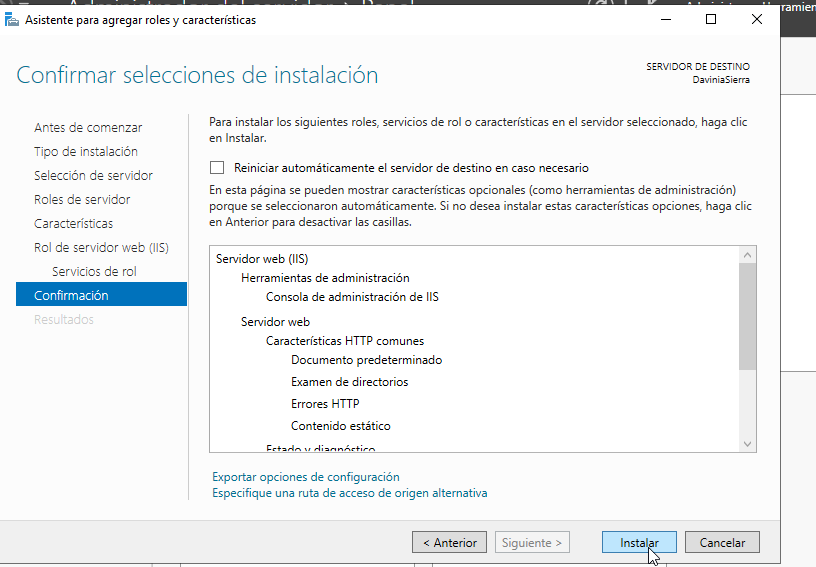 Asistente para agregar roles y características
Confirmar selecciones de instalación
SERVIDOR DE DESTINO
DaviniaSierra
Antes de comenzar
Tipo de instalación
Selección de servidor
Roles de servidor
Características
Rol de servidor web (IIS)
Servicios de rol
Confirmación
Resultados
Para instalar los siguientes roles, servicios de rol o características en el servidor seleccionado, haga clic
en Instalar.
Reiniciar automáticamente el servidor de destino en caso necesario
En esta página se pueden mostrar características opcionales (como herramientas de administración)
porque se seleccionaron automáticamente. Si no desea instalar estas características opciones, haga clic
en Anterior para desactivar las casillas.
Servidor web (IIS)
Herramientas de administración
Consola de administración de IIS
Servidor web
Características HTTP comunes
Documento predeterminado
Examen de directorios
Errores HTTP
Contenido estático
Estado y diagnóstico
Exportar opciones de configuración
Especifique una ruta de acceso de origen alternativa
< Anterior
Siguiente >
Instalar
Cancelar